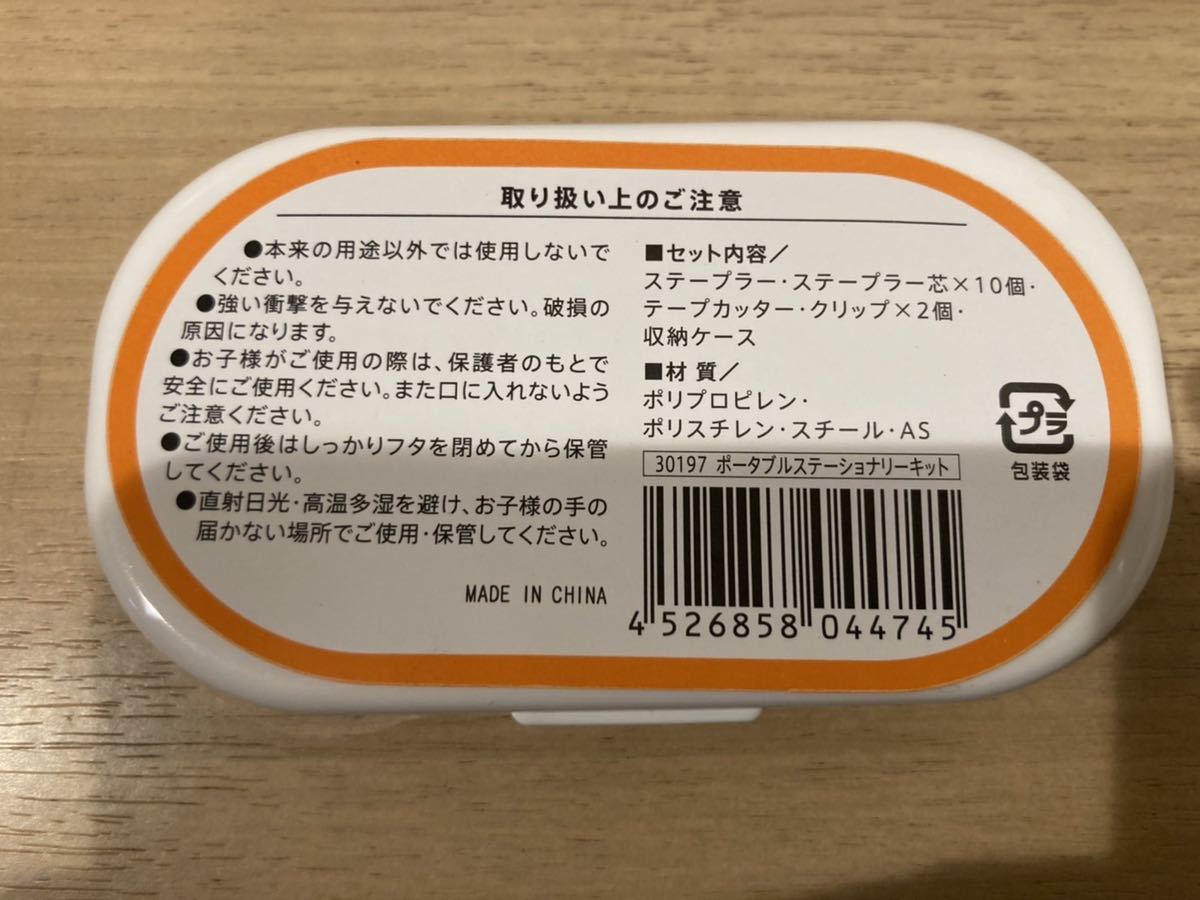 取り扱い上のご注意
●本来の用途以外では使用しないで
ください。
●強い衝撃を与えないでください。破損の
原因になります。
●お子様がご使用の際は、保護者のもとで
安全にご使用ください。また口に入れないよう
ご注意ください。
●ご使用後はしっかりフタを閉めてから保管
してください。
●直射日光・高温多湿を避け、お子様の手の
届かない場所でご使用・保管してください。
MADE IN CHINA
■セット内容／
ステープラー・ステープラー芯×10個・
テープカッター・クリップ×2個・
収納ケース
■材 質／
ポリプロピレン・
ポリスチレン・スチール・AS
30197 ポータブルステーショナリーキット
4 526858 044745
プラ
包装袋